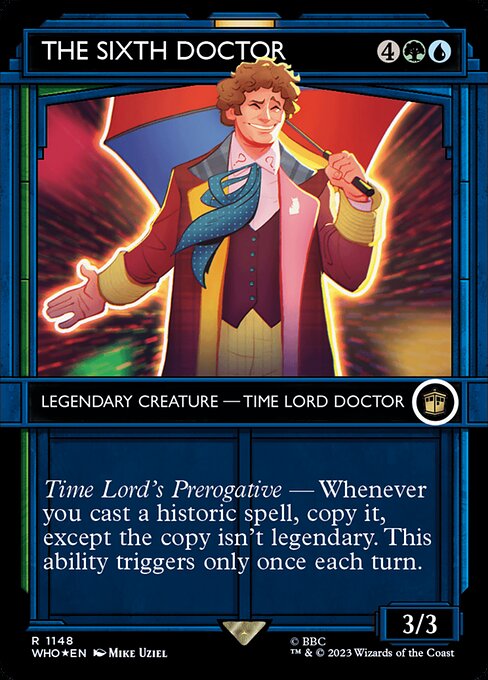 THE SIXTH DOCTOR 4
LEGENDARY CREATURE — TIME LORD DOCTOR
Time Lord's Prerogative — Whenever
you cast a historic spell, copy it,
except the copy isn't legendary. This
ability triggers only once each turn.
3/3
R 1148
WHO★EN Mike Uziel
© BBC
™ & © 2023 Wizards of the Coast